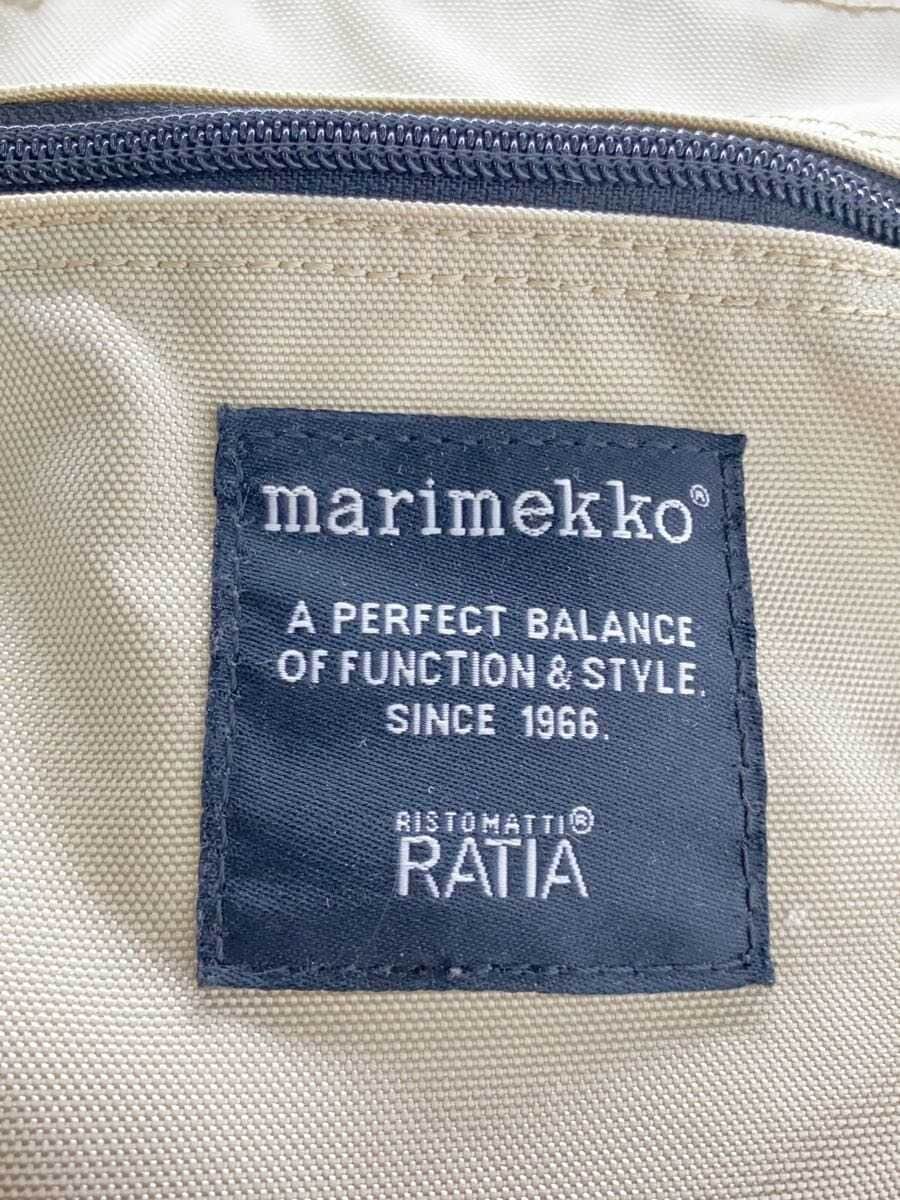 marimekko®
A PERFECT BALANCE
OF FUNCTION & STYLE.
SINCE 1966.
RISTOMATTI®
RATIA